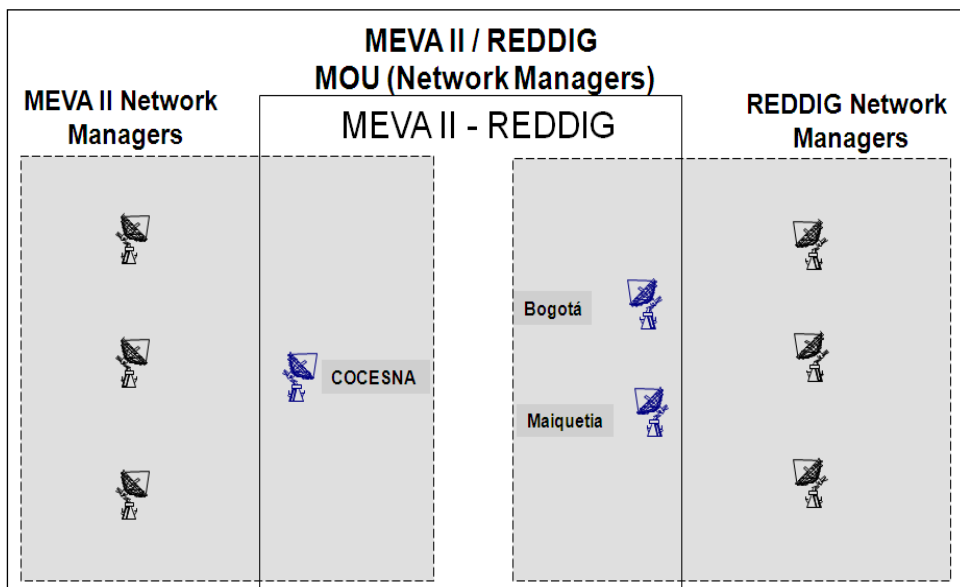 MEVA II / REDDIG
MOU (Network Managers)
MEVA II Network
Managers
MEVA II - REDDIG
REDDIG Network
Managers
Bogotá
COCESNA
Maiquetia